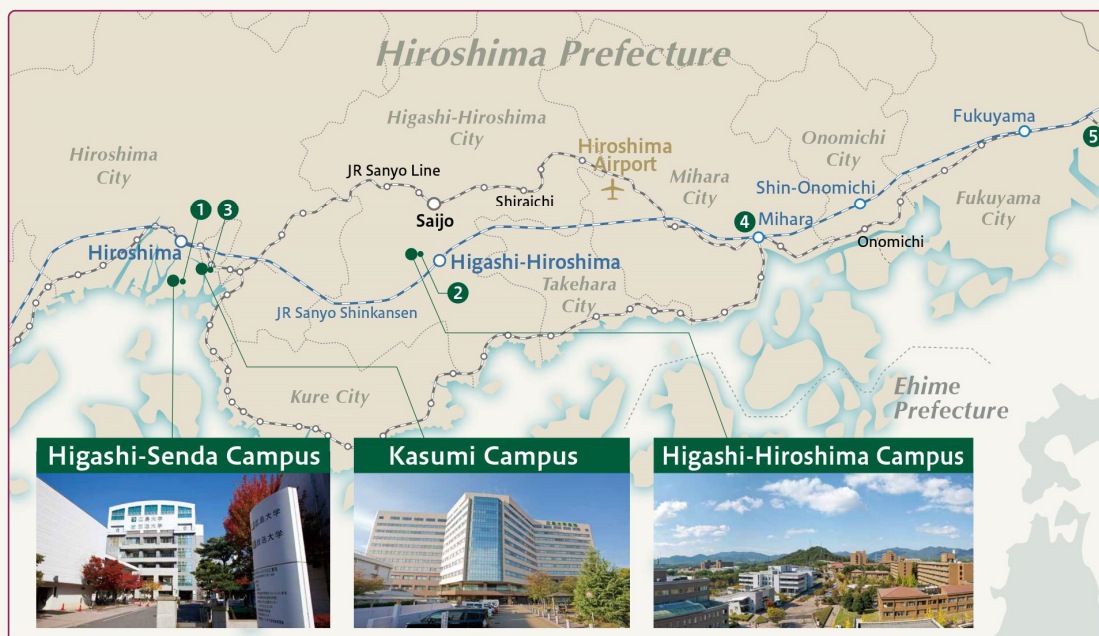 Hiroshima Prefecture
Higashi-Hiroshima
City
Hiroshima
City
Hiroshima
Airport
Onomichi
City
Fukuyama
5
JR Sanyo Line
Mihara
City
Shin-Onomichi
Shiraichi
Saijo
Fukuyama
City
1
3
4
Mihara
Onomichi
Hiroshima
Higashi-Hiroshima
2
Takehara
City
JR Sanyo Shinkansen
Kure City
Ehime
Prefecture
Higashi-Senda Campus
Kasumi Campus
Higashi-Hiroshima Campus